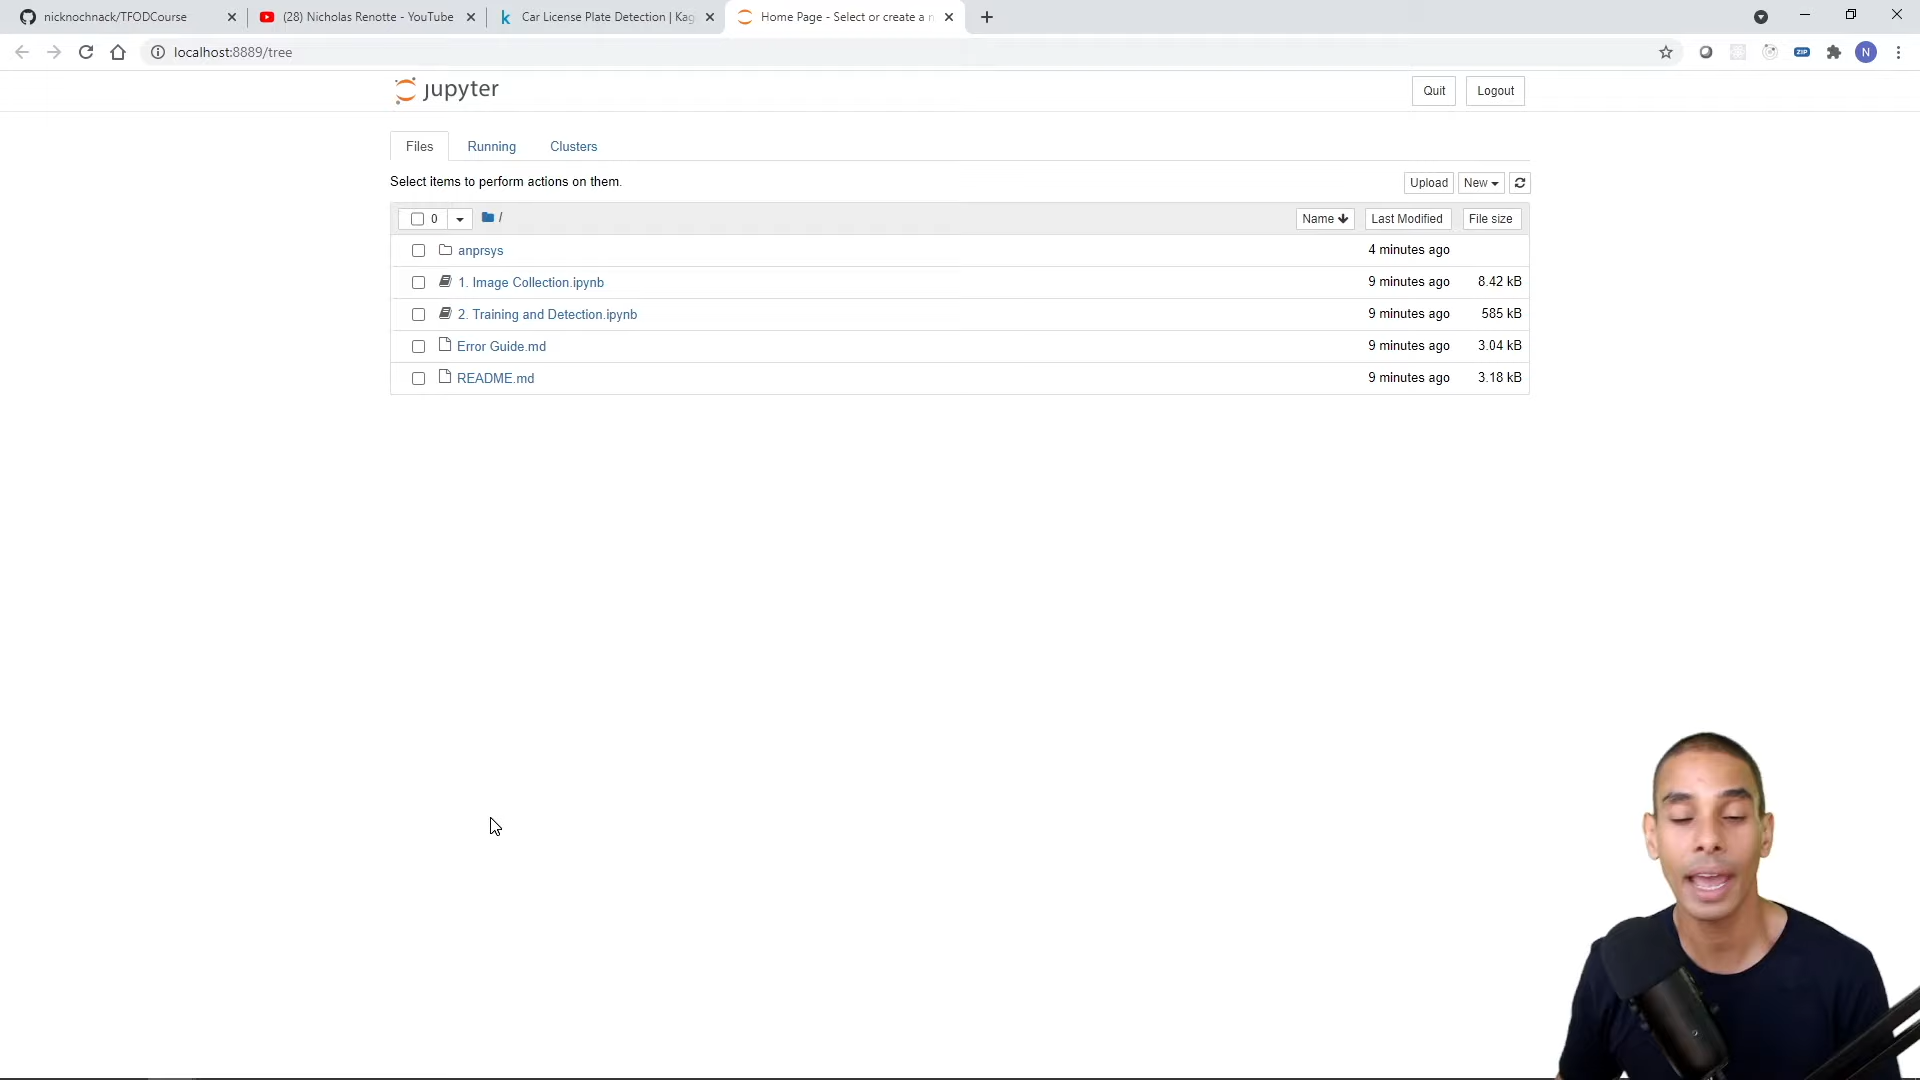 nicknochnack/TFODCourse
(28) Nicholas Renotte - YouTube
Car License Plate Detection | Kag
Home Page - Select or create a n
localhost:8889/tree
ZIP
N
jupyter
Quit
Logout
Files
Running
Clusters
Select items to perform actions on them.
Upload
New
0
/
Name
Last Modified
File size
anprsys
4 minutes ago
1. Image Collection.ipynb
9 minutes ago
8.42 kB
2. Training and Detection.ipynb
9 minutes ago
585 kB
Error Guide.md
9 minutes ago
3.04 kB
README.md
9 minutes ago
3.18 kB